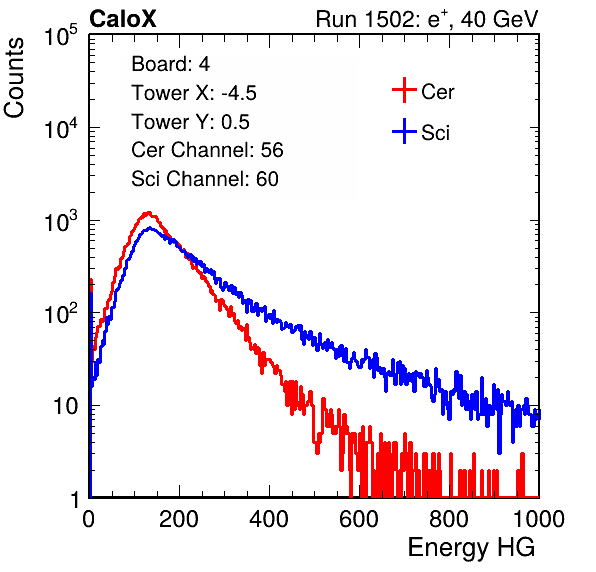 CaloX Run 1502: e⁺, 40 GeV
Counts
Board: 4
Tower X: -4.5
Tower Y: 0.5
Cer Channel: 56
Sci Channel: 60
Cer
Sci
10⁵
10⁴
10³
10²
10
1
0 200 400 600 800 1000
Energy HG